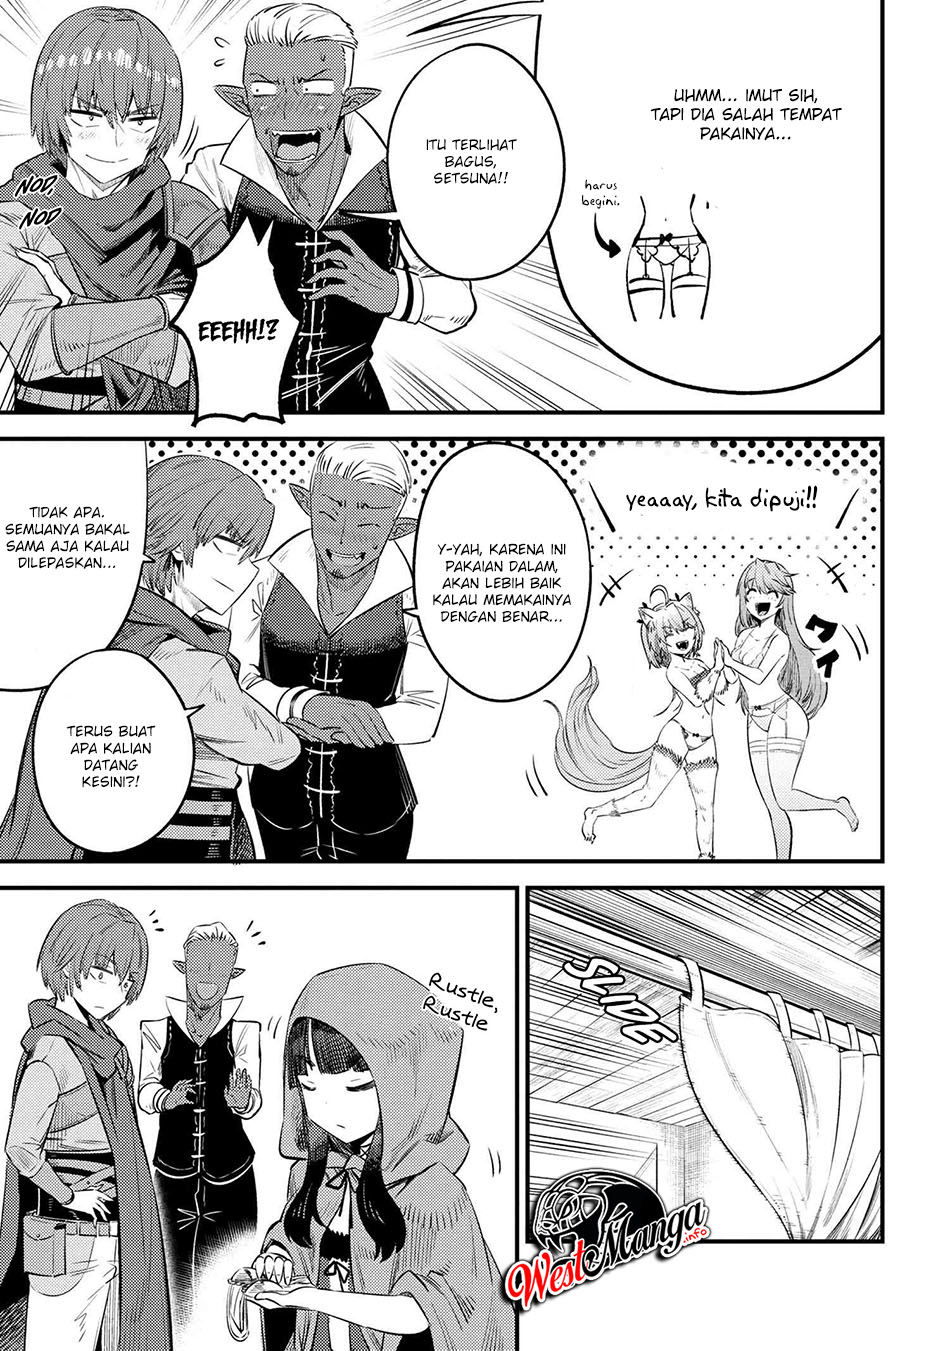 UHMM... IMUT SIH,
TAPI DIA SALAH TEMPAT
PAKAINYA...
harus
begini.
ITU TERLIHAT
BAGUS,
SETSUNA!!
NOD,
NOD
EEEHH!?
yeaaay, kita dipuji!!
ワイ
Y-YAH, KARENA INI
PAKAIAN DALAM,
AKAN LEBIH BAIK
KALAU MEMAKAINYA
DENGAN BENAR...
TIDAK APA.
SEMUANYA BAKAL
SAMA AJA KALAU
DILEPASKAN...
TERUS BUAT
APA KALIAN
DATANG
KESINI?!
SLIDE
Rustle,
Rustle
WestManga
.info